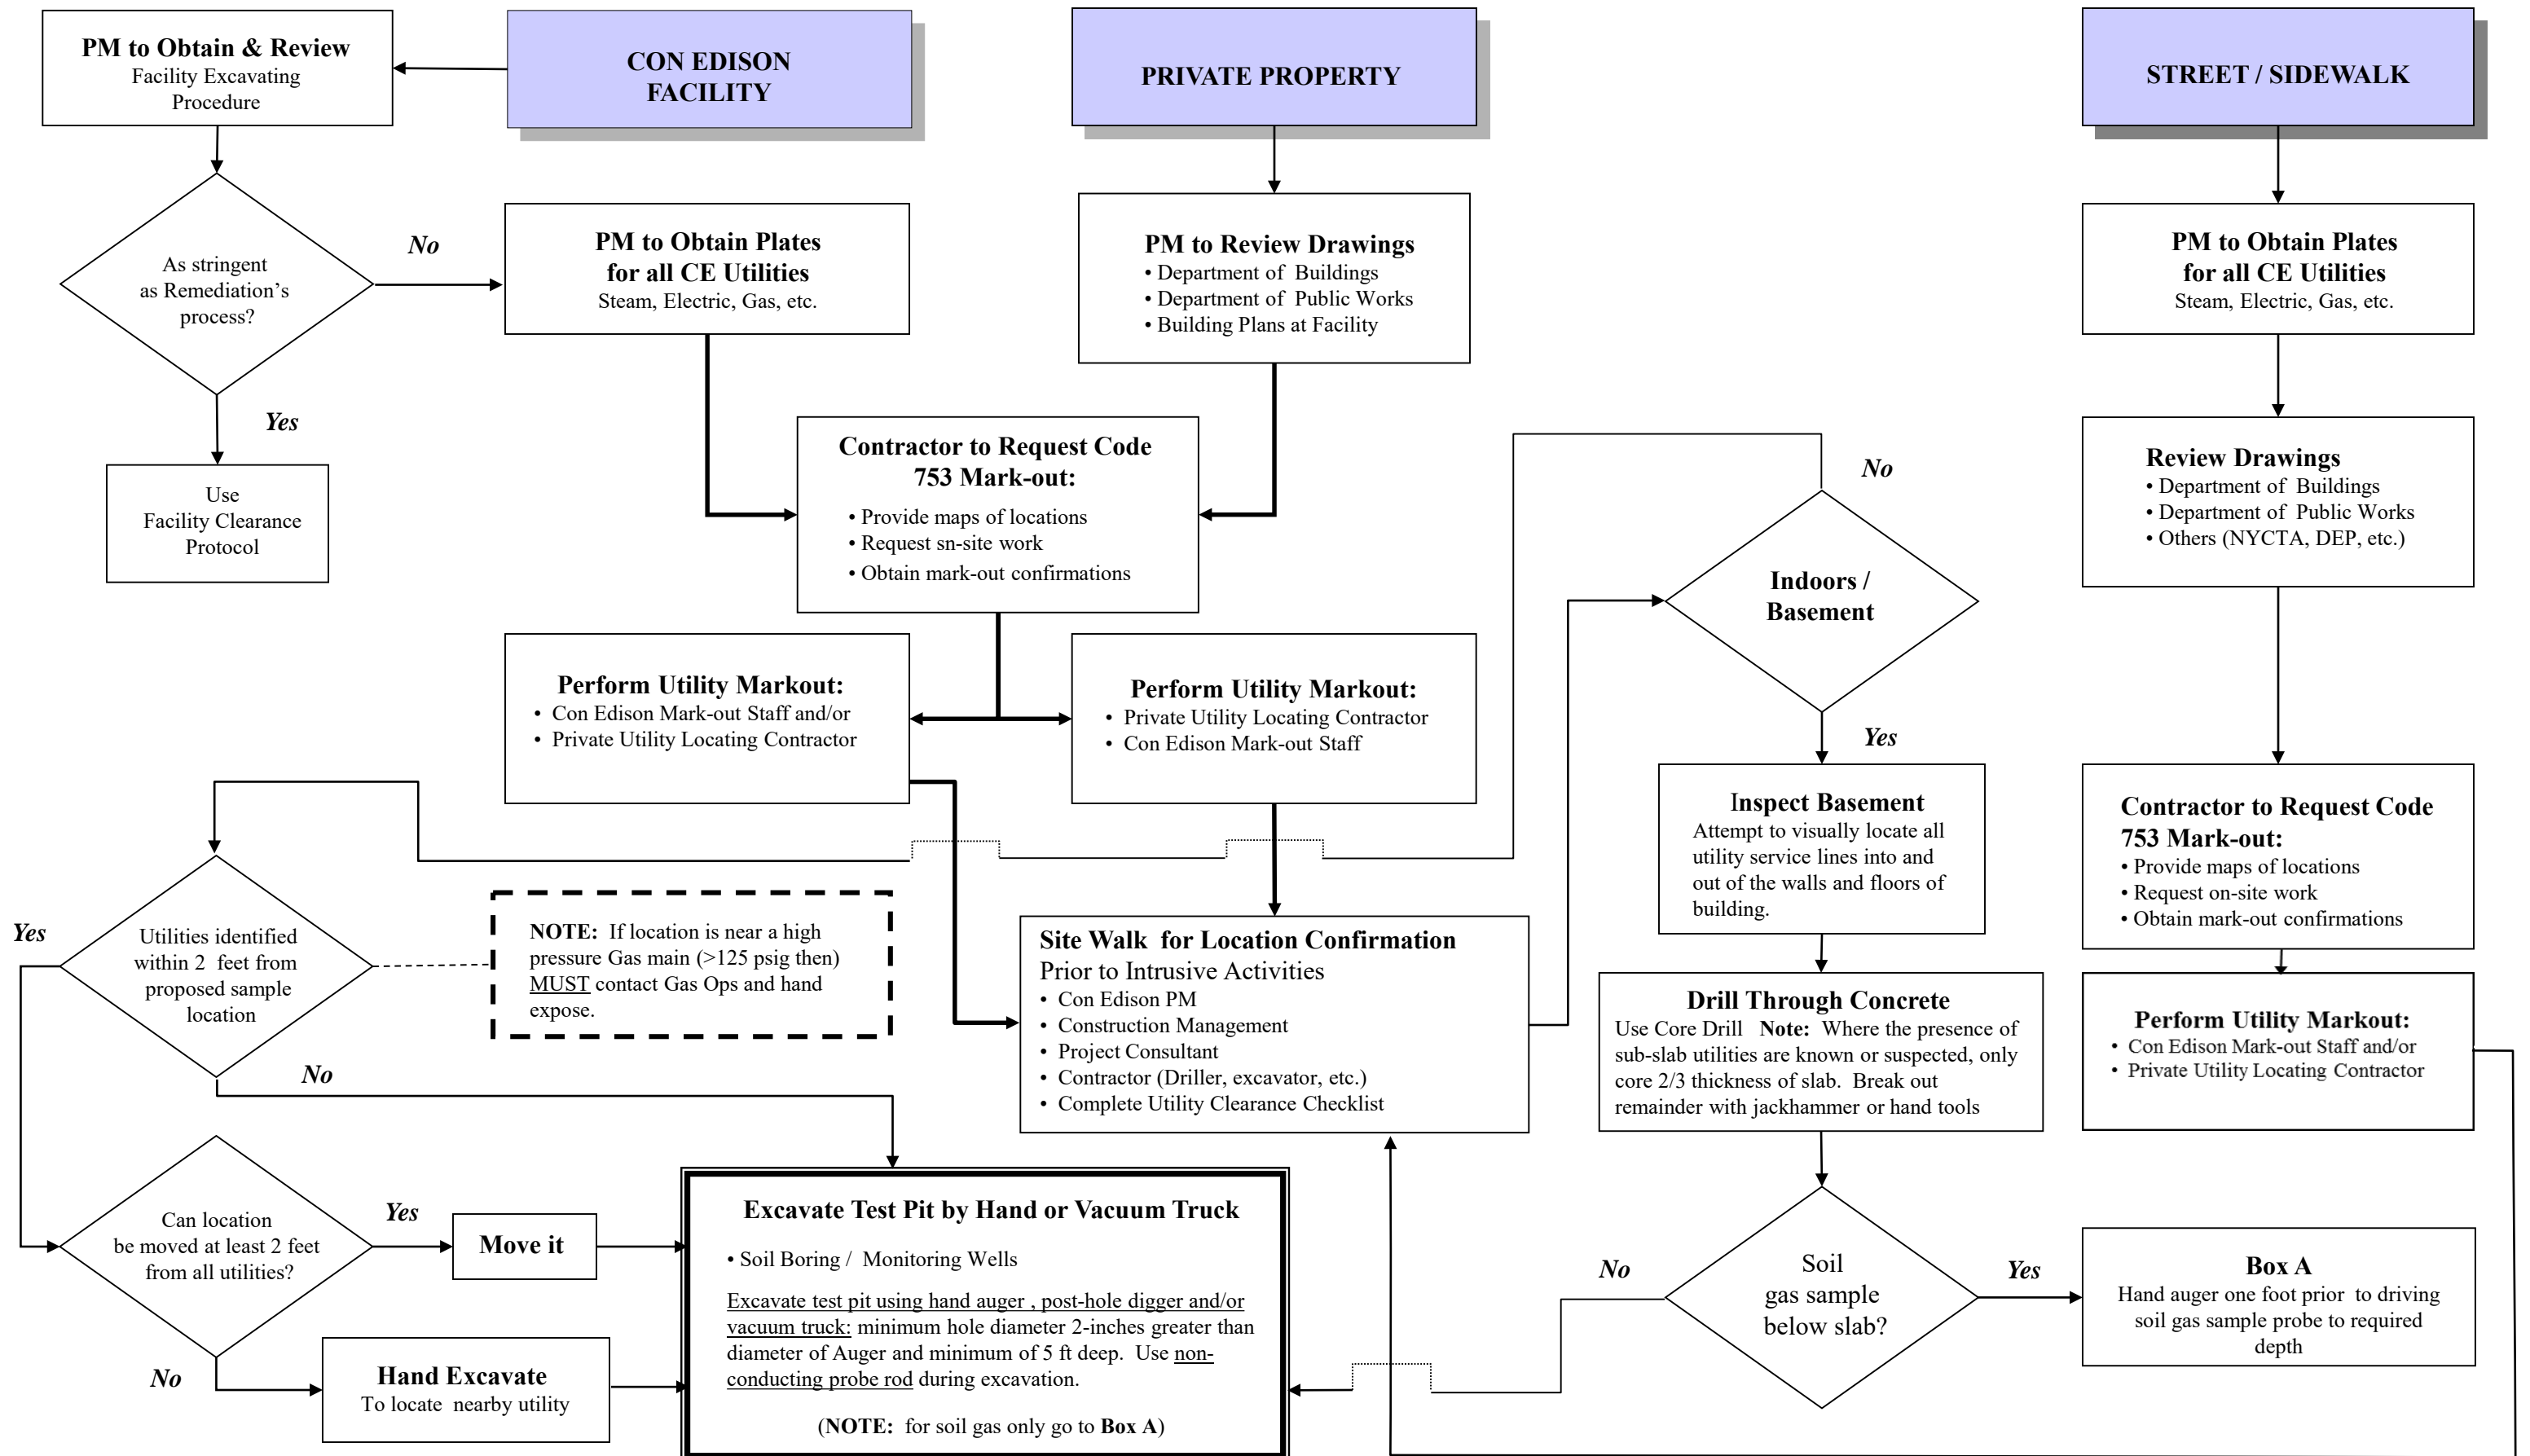 PM to Obtain & Review
Facility Excavating
Procedure
CON EDISON
FACILITY
PRIVATE PROPERTY
STREET / SIDEWALK
As stringent
as Remediation’s
process?
No
Yes
Use
Facility Clearance
Protocol
PM to Obtain Plates
for all CE Utilities
Steam, Electric, Gas, etc.
PM to Review Drawings
• Department of Buildings
• Department of Public Works
• Building Plans at Facility
PM to Obtain Plates
for all CE Utilities
Steam, Electric, Gas, etc.
Contractor to Request Code
753 Mark-out:
• Provide maps of locations
• Request sn-site work
• Obtain mark-out confirmations
No
Indoors /
Basement
Yes
Review Drawings
• Department of Buildings
• Department of Public Works
• Others (NYCTA, DEP, etc.)
Perform Utility Markout:
• Con Edison Mark-out Staff and/or
• Private Utility Locating Contractor
Perform Utility Markout:
• Private Utility Locating Contractor
• Con Edison Mark-out Staff
Inspect Basement
Attempt to visually locate all
utility service lines into and
out of the walls and floors of
building.
Contractor to Request Code
753 Mark-out:
• Provide maps of locations
• Request on-site work
• Obtain mark-out confirmations
Yes
Utilities identified
within 2 feet from
proposed sample
location
No
NOTE: If location is near a high
pressure Gas main (>125 psig then)
MUST contact Gas Ops and hand
expose.
Site Walk for Location Confirmation
Prior to Intrusive Activities
• Con Edison PM
• Construction Management
• Project Consultant
• Contractor (Driller, excavator, etc.)
• Complete Utility Clearance Checklist
Drill Through Concrete
Use Core Drill Note: Where the presence of
sub-slab utilities are known or suspected, only
core 2/3 thickness of slab. Break out
remainder with jackhammer or hand tools
Perform Utility Markout:
• Con Edison Mark-out Staff and/or
• Private Utility Locating Contractor
Can location
be moved at least 2 feet
from all utilities?
Yes
Move it
No
Hand Excavate
To locate nearby utility
Excavate Test Pit by Hand or Vacuum Truck
• Soil Boring / Monitoring Wells
Excavate test pit using hand auger , post-hole digger and/or
vacuum truck: minimum hole diameter 2-inches greater than
diameter of Auger and minimum of 5 ft deep. Use non-
conducting probe rod during excavation.
(NOTE: for soil gas only go to Box A)
No
Soil
gas sample
below slab?
Yes
Box A
Hand auger one foot prior to driving
soil gas sample probe to required
depth